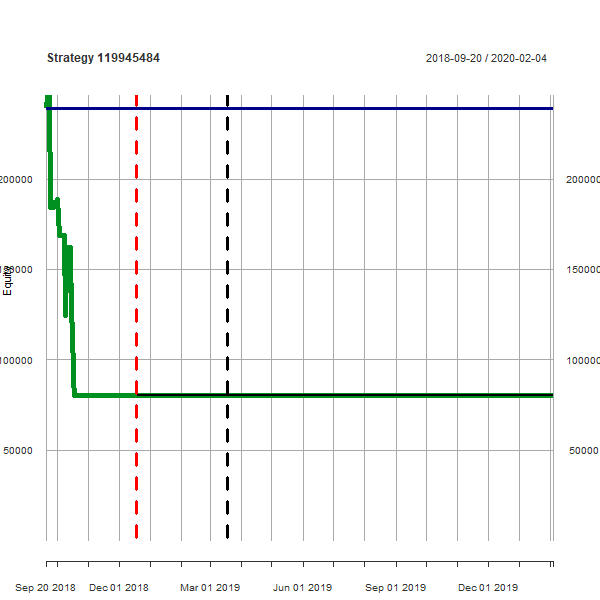 Strategy 119945484
2018-09-20 / 2020-02-04
200000
200000
150000
150000
Equity
100000
100000
50000
50000
Sep 20 2018
Dec 01 2018
Mar 01 2019
Jun 01 2019
Sep 01 2019
Dec 01 2019